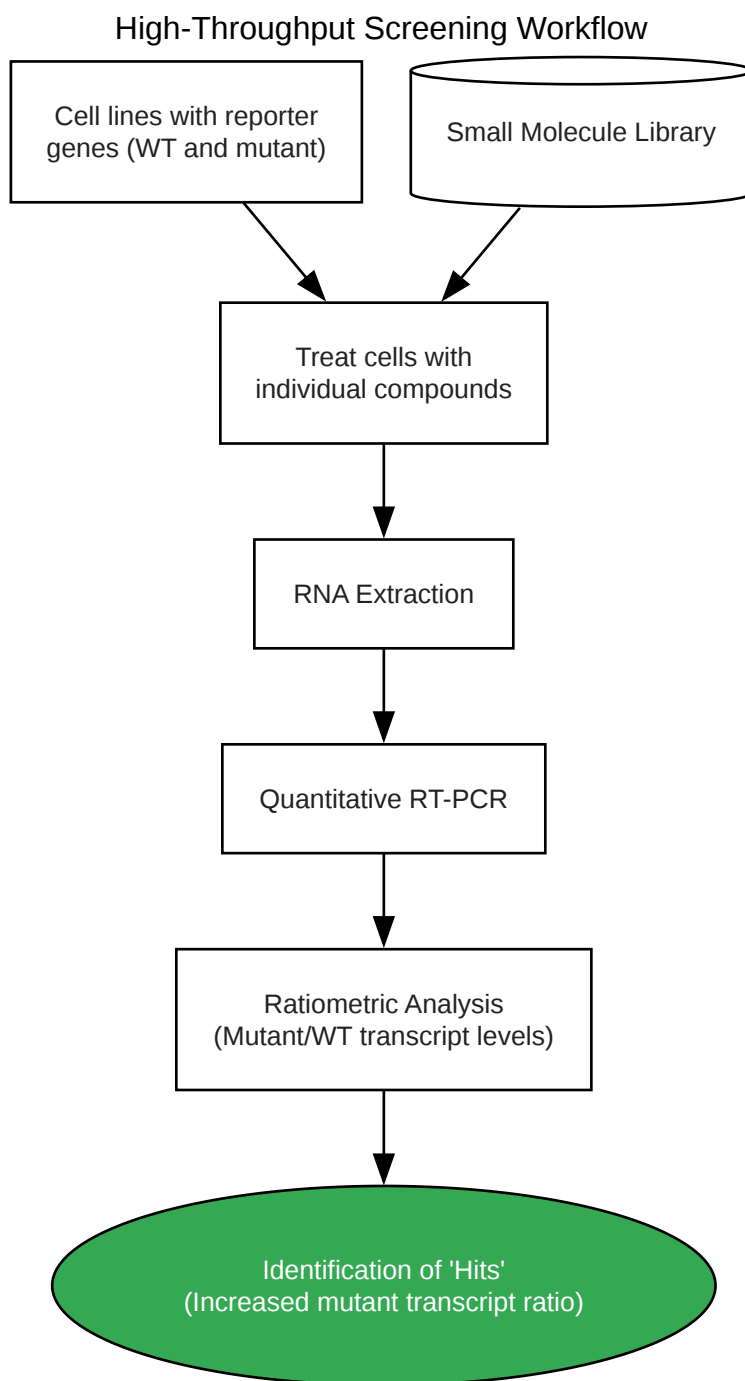 High-Throughput Screening Workflow
Cell lines with reporter
genes (WT and mutant)
Small Molecule Library
Treat cells with
individual compounds
RNA Extraction
Quantitative RT-PCR
Ratiometric Analysis
(Mutant/WT transcript levels)
Identification of 'Hits'
(Increased mutant transcript ratio)